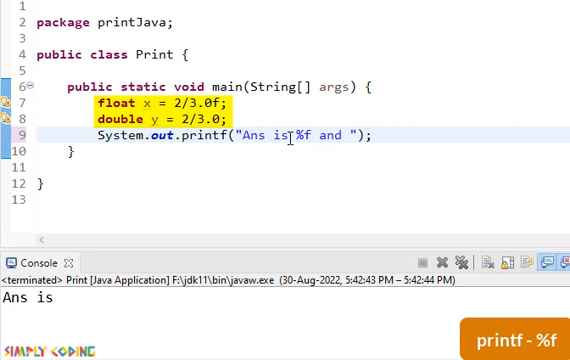 1
2 package printJava;
3
4 public class Print {
5
6 public static void main(String[] args) {
7 float x = 2/3.0f;
8 double y = 2/3.0;
9 System.out.printf("Ans is %f and ");
10 }
11
12 }
13
Console
<terminated> Print [Java Application] F:\jdk11\bin\javaw.exe (30-Aug-2022, 5:42:43 PM – 5:42:44 PM)
Ans is
printf - %f
SIMPLY CODING